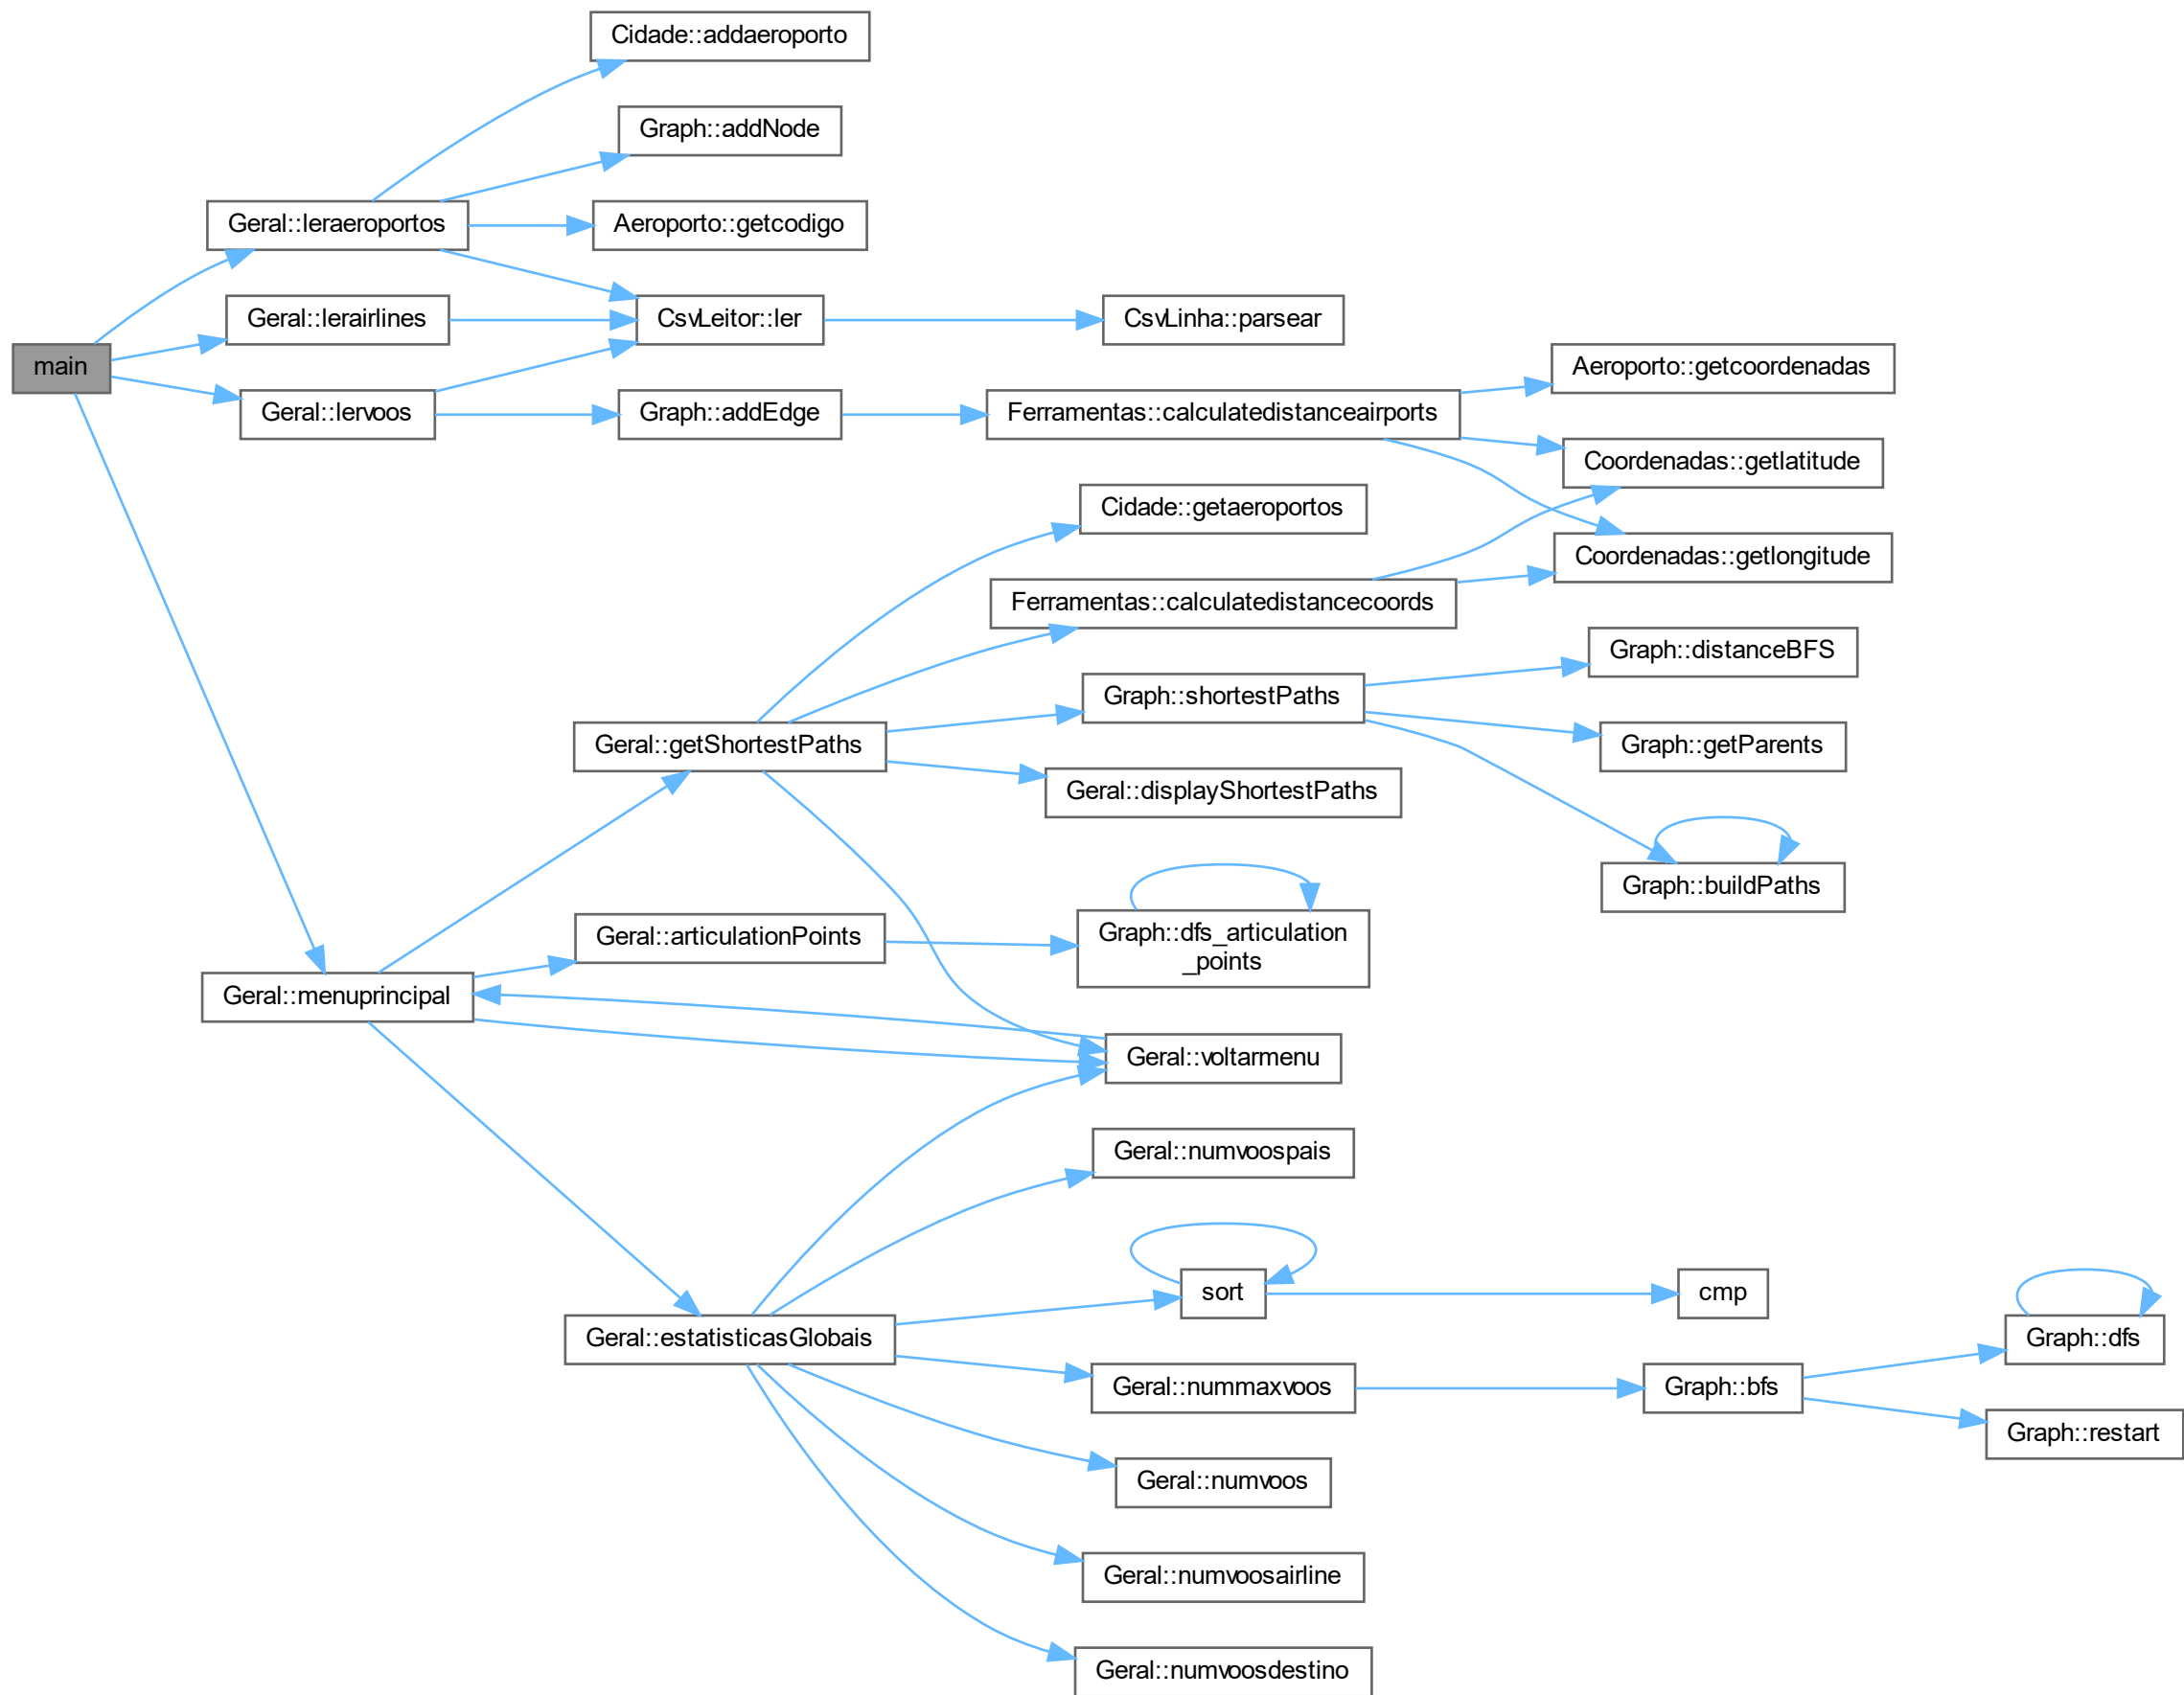 Cidade::addaeroporto
Graph::addNode
Geral::leraeroportos
Aeroporto::getcodigo
Geral::lerairlines
CsvLeitor::ler
CsvLinha::parsear
main
Aeroporto::getcoordenadas
Geral::lervoos
Graph::addEdge
Ferramentas::calculatedistanceairports
Coordenadas::getlatitude
Cidade::getaeroportos
Coordenadas::getlongitude
Ferramentas::calculatedistancecoords
Graph::distanceBFS
Graph::shortestPaths
Geral::getShortestPaths
Graph::getParents
Geral::displayShortestPaths
Graph::buildPaths
Geral::articulationPoints
Graph::dfs_articulation
_points
Geral::menuprincipal
Geral::voltarmenu
Geral::numvoospais
sort
cmp
Geral::estatisticasGlobais
Graph::dfs
Geral::nummaxvoos
Graph::bfs
Graph::restart
Geral::numvoos
Geral::numvoosairline
Geral::numvoosdestino